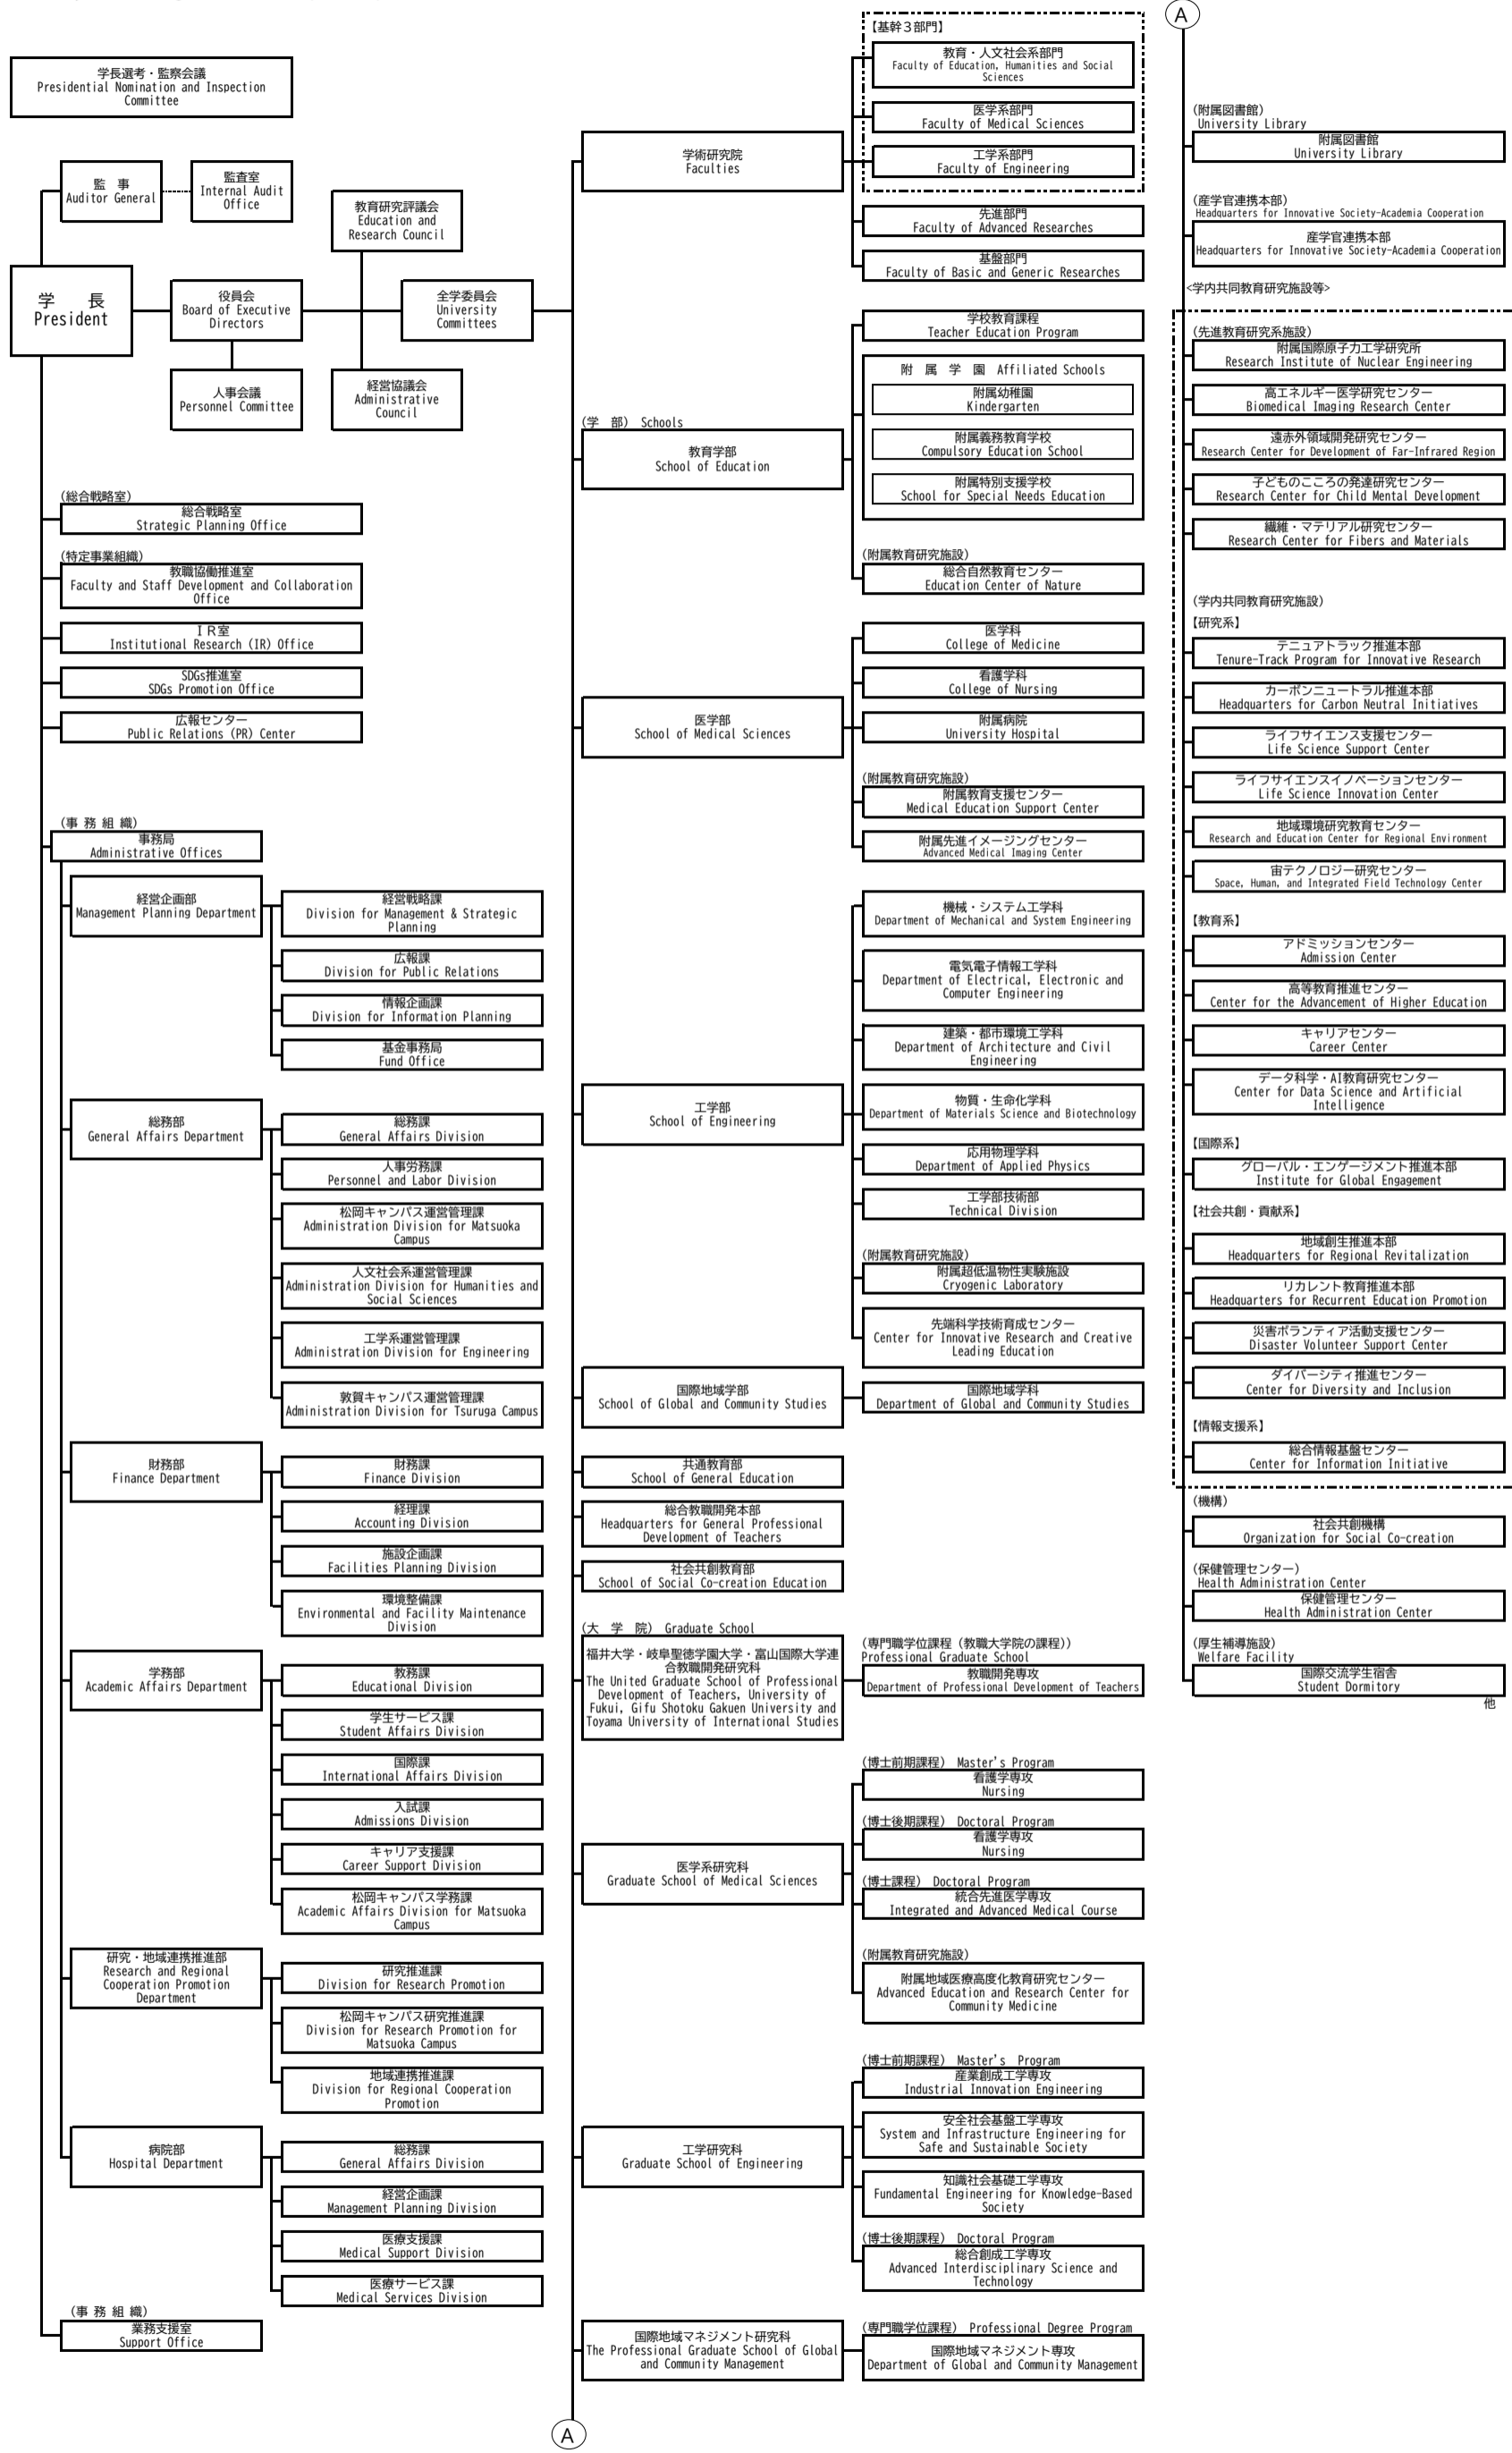 学長選考・監察会議
Presidential Nomination and Inspection
Committee
監　事
Auditor General
監査室
Internal Audit
Office
教育研究評議会
Education and
Research Council
学　　長
President
役員会
Board of Executive
Directors
全学委員会
University
Committees
人事会議
Personnel Committee
経営協議会
Administrative
Council
(総合戦略室)
総合戦略室
Strategic Planning Office
(特定事業組織)
教職協働推進室
Faculty and Staff Development and Collaboration
Office
ＩＲ室
Institutional Research (IR) Office
SDGs推進室
SDGs Promotion Office
広報センター
Public Relations (PR) Center
(事 務 組 織)
事務局
Administrative Offices
経営企画部
Management Planning Department
経営戦略課
Division for Management & Strategic
Planning
広報課
Division for Public Relations
情報企画課
Division for Information Planning
基金事務局
Fund Office
総務部
General Affairs Department
総務課
General Affairs Division
人事労務課
Personnel and Labor Division
松岡キャンパス運営管理課
Administration Division for Matsuoka
Campus
人文社会系運営管理課
Administration Division for Humanities and
Social Sciences
工学系運営管理課
Administration Division for Engineering
敦賀キャンパス運営管理課
Administration Division for Tsuruga Campus
財務部
Finance Department
財務課
Finance Division
経理課
Accounting Division
施設企画課
Facilities Planning Division
環境整備課
Environmental and Facility Maintenance
Division
学務部
Academic Affairs Department
教務課
Educational Division
学生サービス課
Student Affairs Division
国際課
International Affairs Division
入試課
Admissions Division
キャリア支援課
Career Support Division
松岡キャンパス学務課
Academic Affairs Division for Matsuoka
Campus
研究・地域連携推進部
Research and Regional
Cooperation Promotion
Department
研究推進課
Division for Research Promotion
松岡キャンパス研究推進課
Division for Research Promotion for
Matsuoka Campus
地域連携推進課
Division for Regional Cooperation
Promotion
病院部
Hospital Department
総務課
General Affairs Division
経営企画課
Management Planning Division
医療支援課
Medical Support Division
医療サービス課
Medical Services Division
(事 務 組 織)
業務支援室
Support Office
学術研究院
Faculties
【基幹３部門】
教育・人文社会系部門
Faculty of Education, Humanities and Social
Sciences
医学系部門
Faculty of Medical Sciences
工学系部門
Faculty of Engineering
先進部門
Faculty of Advanced Researches
基盤部門
Faculty of Basic and Generic Researches
(学　部) Schools
教育学部
School of Education
学校教育課程
Teacher Education Program
附　属　学　園　Affiliated Schools
附属幼稚園
Kindergarten
附属義務教育学校
Compulsory Education School
附属特別支援学校
School for Special Needs Education
(附属教育研究施設)
総合自然教育センター
Education Center of Nature
医学部
School of Medical Sciences
医学科
College of Medicine
看護学科
College of Nursing
附属病院
University Hospital
(附属教育研究施設)
附属教育支援センター
Medical Education Support Center
附属先進イメージングセンター
Advanced Medical Imaging Center
工学部
School of Engineering
機械・システム工学科
Department of Mechanical and System Engineering
電気電子情報工学科
Department of Electrical, Electronic and
Computer Engineering
建築・都市環境工学科
Department of Architecture and Civil
Engineering
物質・生命化学科
Department of Materials Science and Biotechnology
応用物理学科
Department of Applied Physics
工学部技術部
Technical Division
(附属教育研究施設)
附属超低温物性実験施設
Cryogenic Laboratory
先端科学技術育成センター
Center for Innovative Research and Creative
Leading Education
国際地域学部
School of Global and Community Studies
国際地域学科
Department of Global and Community Studies
共通教育部
School of General Education
総合教職開発本部
Headquarters for General Professional
Development of Teachers
社会共創教育部
School of Social Co-creation Education
(大　学　院) Graduate School
福井大学・岐阜聖徳学園大学・富山国際大学連
合教職開発研究科
The United Graduate School of Professional
Development of Teachers, University of
Fukui, Gifu Shotoku Gakuen University and
Toyama University of International Studies
(専門職学位課程（教職大学院の課程）)
Professional Graduate School
教職開発専攻
Department of Professional Development of Teachers
医学系研究科
Graduate School of Medical Sciences
(博士前期課程) Master's Program
看護学専攻
Nursing
(博士後期課程) Doctoral Program
看護学専攻
Nursing
(博士課程) Doctoral Program
統合先進医学専攻
Integrated and Advanced Medical Course
(附属教育研究施設)
附属地域医療高度化教育研究センター
Advanced Education and Research Center for
Community Medicine
工学研究科
Graduate School of Engineering
(博士前期課程) Master's Program
産業創成工学専攻
Industrial Innovation Engineering
安全社会基盤工学専攻
System and Infrastructure Engineering for
Safe and Sustainable Society
知識社会基礎工学専攻
Fundamental Engineering for Knowledge-Based
Society
(博士後期課程) Doctoral Program
総合創成工学専攻
Advanced Interdisciplinary Science and
Technology
国際地域マネジメント研究科
The Professional Graduate School of Global
and Community Management
(専門職学位課程) Professional Degree Program
国際地域マネジメント専攻
Department of Global and Community Management
A
A
(附属図書館)
University Library
附属図書館
University Library
(産学官連携本部)
Headquarters for Innovative Society-Academia Cooperation
産学官連携本部
Headquarters for Innovative Society-Academia Cooperation
<学内共同教育研究施設等>
(先進教育研究系施設)
附属国際原子力工学研究所
Research Institute of Nuclear Engineering
高エネルギー医学研究センター
Biomedical Imaging Research Center
遠赤外領域開発研究センター
Research Center for Development of Far-Infrared Region
子どものこころの発達研究センター
Research Center for Child Mental Development
繊維・マテリアル研究センター
Research Center for Fibers and Materials
(学内共同教育研究施設)
【研究系】
テニュアトラック推進本部
Tenure-Track Program for Innovative Research
カーボンニュートラル推進本部
Headquarters for Carbon Neutral Initiatives
ライフサイエンス支援センター
Life Science Support Center
ライフサイエンスイノベーションセンター
Life Science Innovation Center
地域環境研究教育センター
Research and Education Center for Regional Environment
宙テクノロジー研究センター
Space, Human, and Integrated Field Technology Center
【教育系】
アドミッションセンター
Admission Center
高等教育推進センター
Center for the Advancement of Higher Education
キャリアセンター
Career Center
データ科学・AI教育研究センター
Center for Data Science and Artificial
Intelligence
【国際系】
グローバル・エンゲージメント推進本部
Institute for Global Engagement
【社会共創・貢献系】
地域創生推進本部
Headquarters for Regional Revitalization
リカレント教育推進本部
Headquarters for Recurrent Education Promotion
災害ボランティア活動支援センター
Disaster Volunteer Support Center
ダイバーシティ推進センター
Center for Diversity and Inclusion
【情報支援系】
総合情報基盤センター
Center for Information Initiative
(機構)
社会共創機構
Organization for Social Co-creation
(保健管理センター)
Health Administration Center
保健管理センター
Health Administration Center
(厚生補導施設)
Welfare Facility
国際交流学生宿舎
Student Dormitory
他